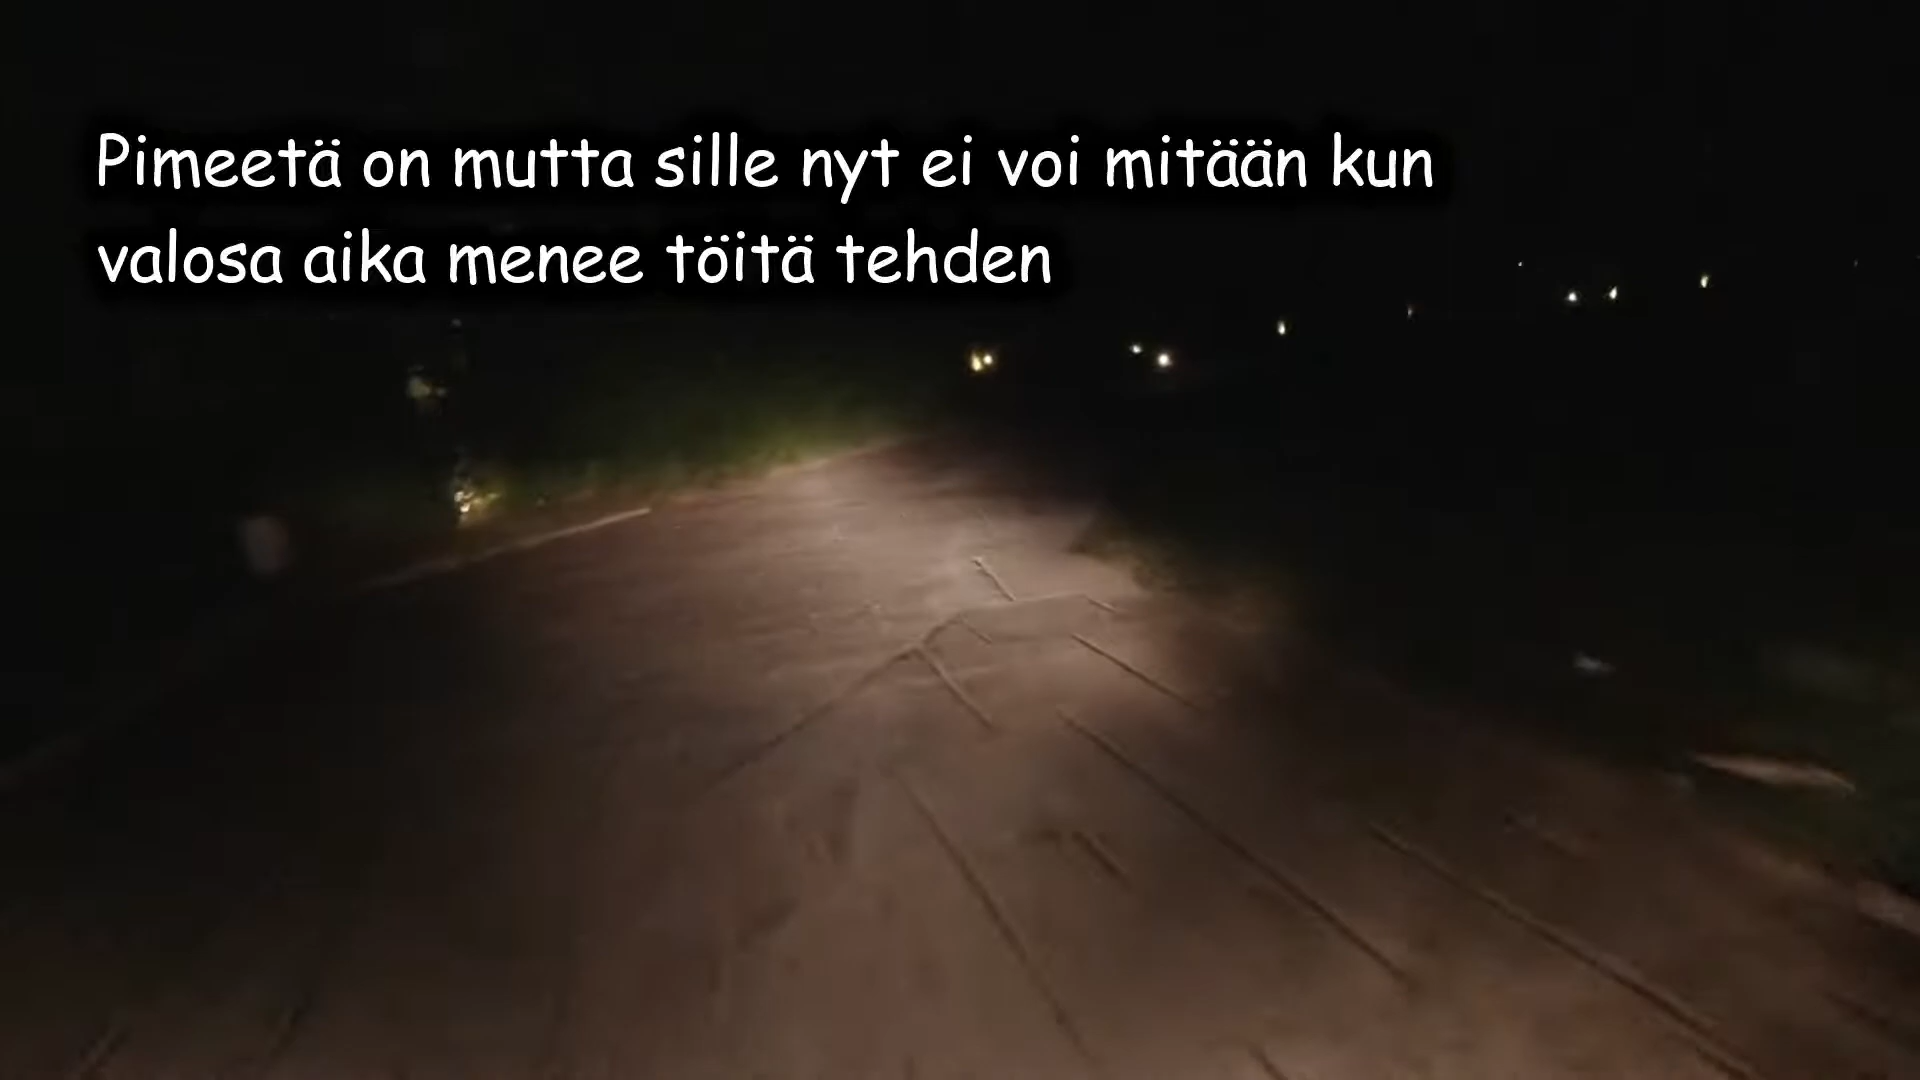 Pimeetä on mutta sille nyt ei voi mitään kun
valosa aika menee töitä tehden